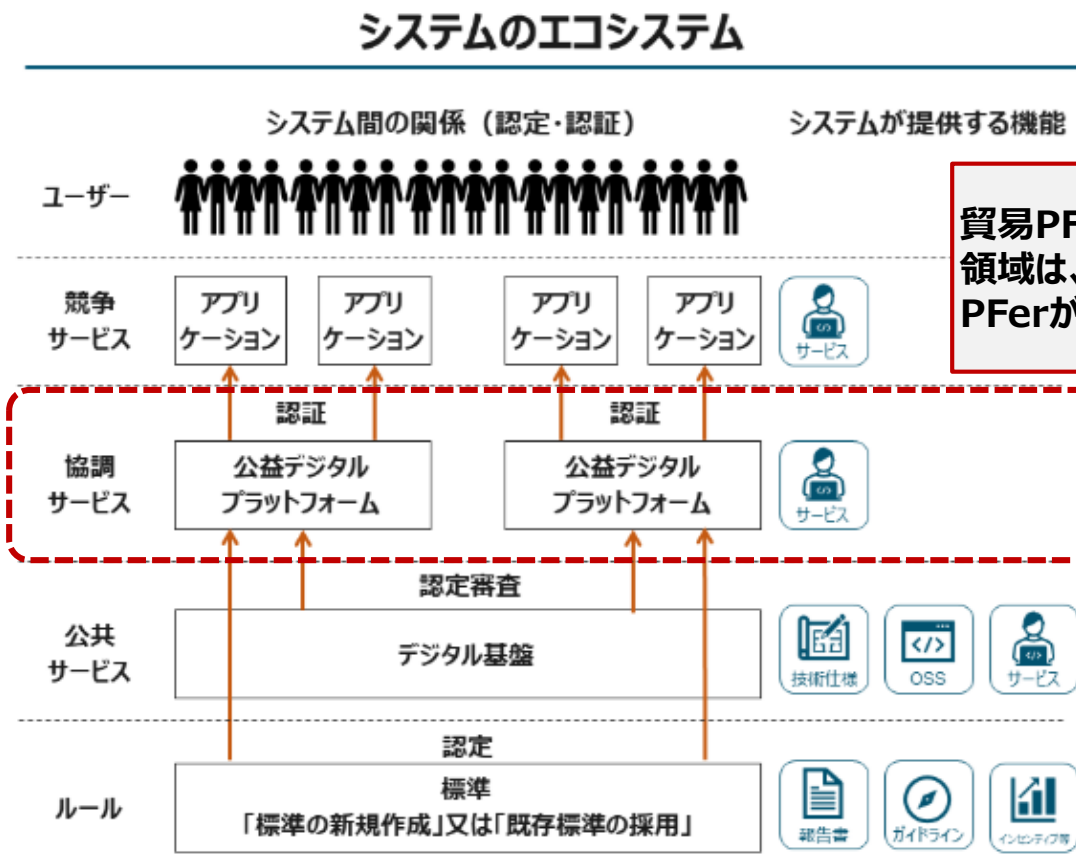 システムのエコシステム
システム間の関係（認定･認証）
システムが提供する機能
ユーザー
貿易PF
領域は、
PFerが
競争
サービス
アプリ
ケーション
アプリ
ケーション
アプリ
ケーション
アプリ
ケーション
サービス
認証
認証
協調
サービス
公益デジタル
プラットフォーム
公益デジタル
プラットフォーム
サービス
認定審査
公共
サービス
デジタル基盤
技術仕様
OSS
サービス
認定
ルール
標準
「標準の新規作成」又は「既存標準の採用」
報告書
ガイドライン
インセンティブ等